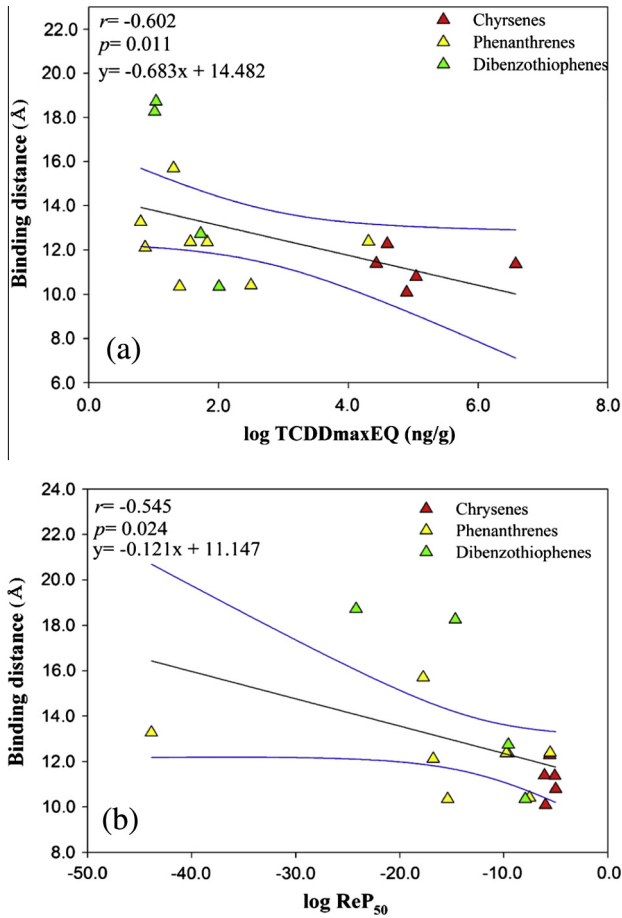 22.0
20.0
18.0
16.0
14.0
12.0
10.0
8.0
6.0
Binding distance (Å)
r= -0.602
p= 0.011
y= -0.683x + 14.482
Chyrsenes
Phenanthrenes
Dibenzothiophenes
(a)
0.0 2.0 4.0 6.0 8.0
log TCDDmaxEQ (ng/g)
24.0
22.0
20.0
18.0
16.0
14.0
12.0
10.0
8.0
Binding distance (Å)
r= -0.545
p= 0.024
y= -0.121x + 11.147
Chrysenes
Phenanthrenes
Dibenzothiophenes
(b)
-50.0 -40.0 -30.0 -20.0 -10.0 0.0
log ReP50